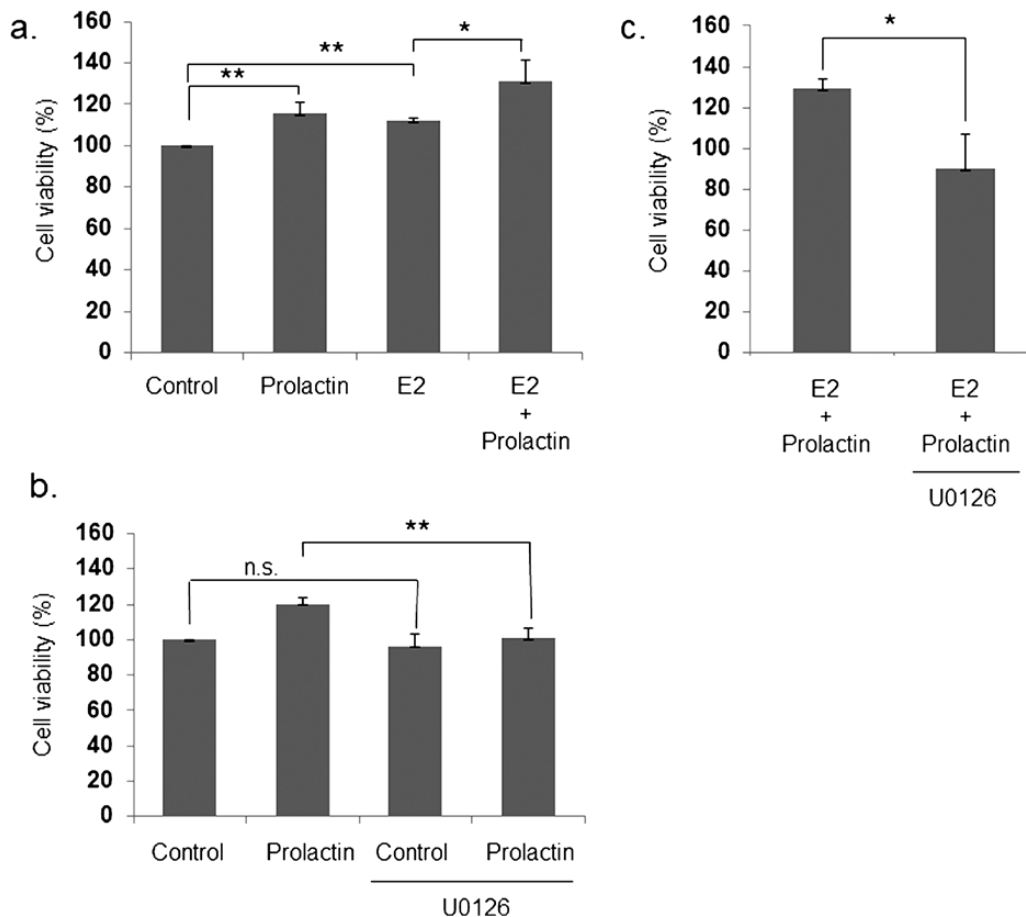 a.
Cell viability (%)
160
140
120
100
80
60
40
20
0
**
**
*
Control Prolactin E2 E2
+
Prolactin
c.
Cell viability (%)
160
140
120
100
80
60
40
20
0
*
E2 E2
+ +
Prolactin Prolactin
U0126
b.
Cell viability (%)
160
140
120
100
80
60
40
20
0
n.s.
**
Control Prolactin Control Prolactin
U0126